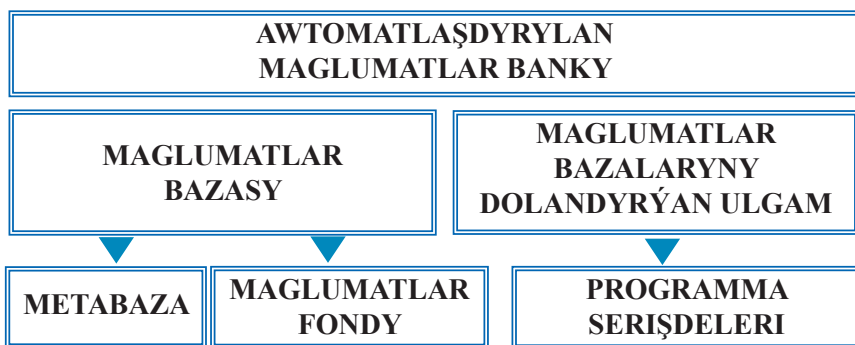 AWTOMATLAŞDYRYLAN
MAGLUMATLAR BANKY
MAGLUMATLAR
BAZASY
MAGLUMATLAR
BAZALARYNY
DOLANDYRÝAN ULGAM
METABAZA
MAGLUMATLAR
FONDY
PROGRAMMA
SERIŞDELERI